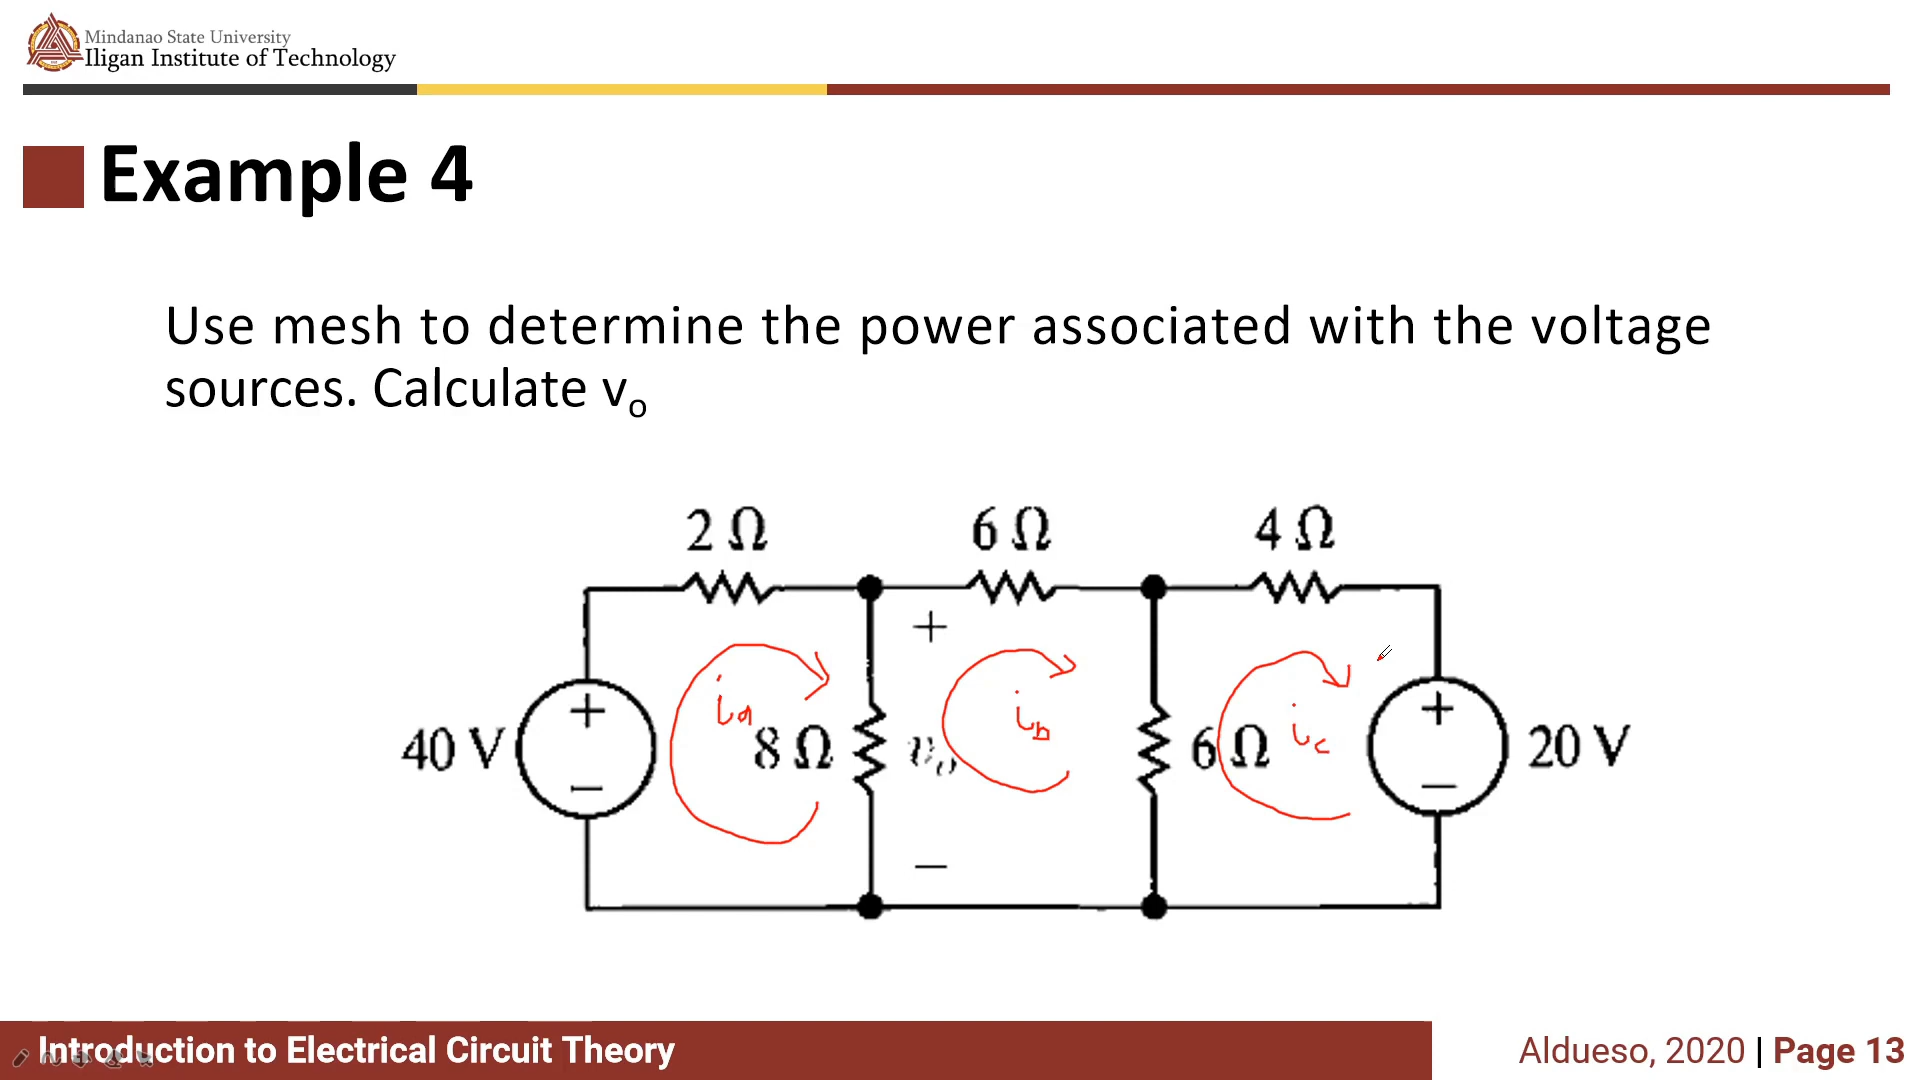 Mindanao State University
Iligan Institute of Technology
Example 4
Use mesh to determine the power associated with the voltage
sources. Calculate vₒ
2 Ω 6 Ω 4 Ω
+
40 V + − iₐ 8 Ω vₒ i_b 6 Ω i_c + − 20 V
−
Introduction to Electrical Circuit Theory
Aldueso, 2020 | Page 13